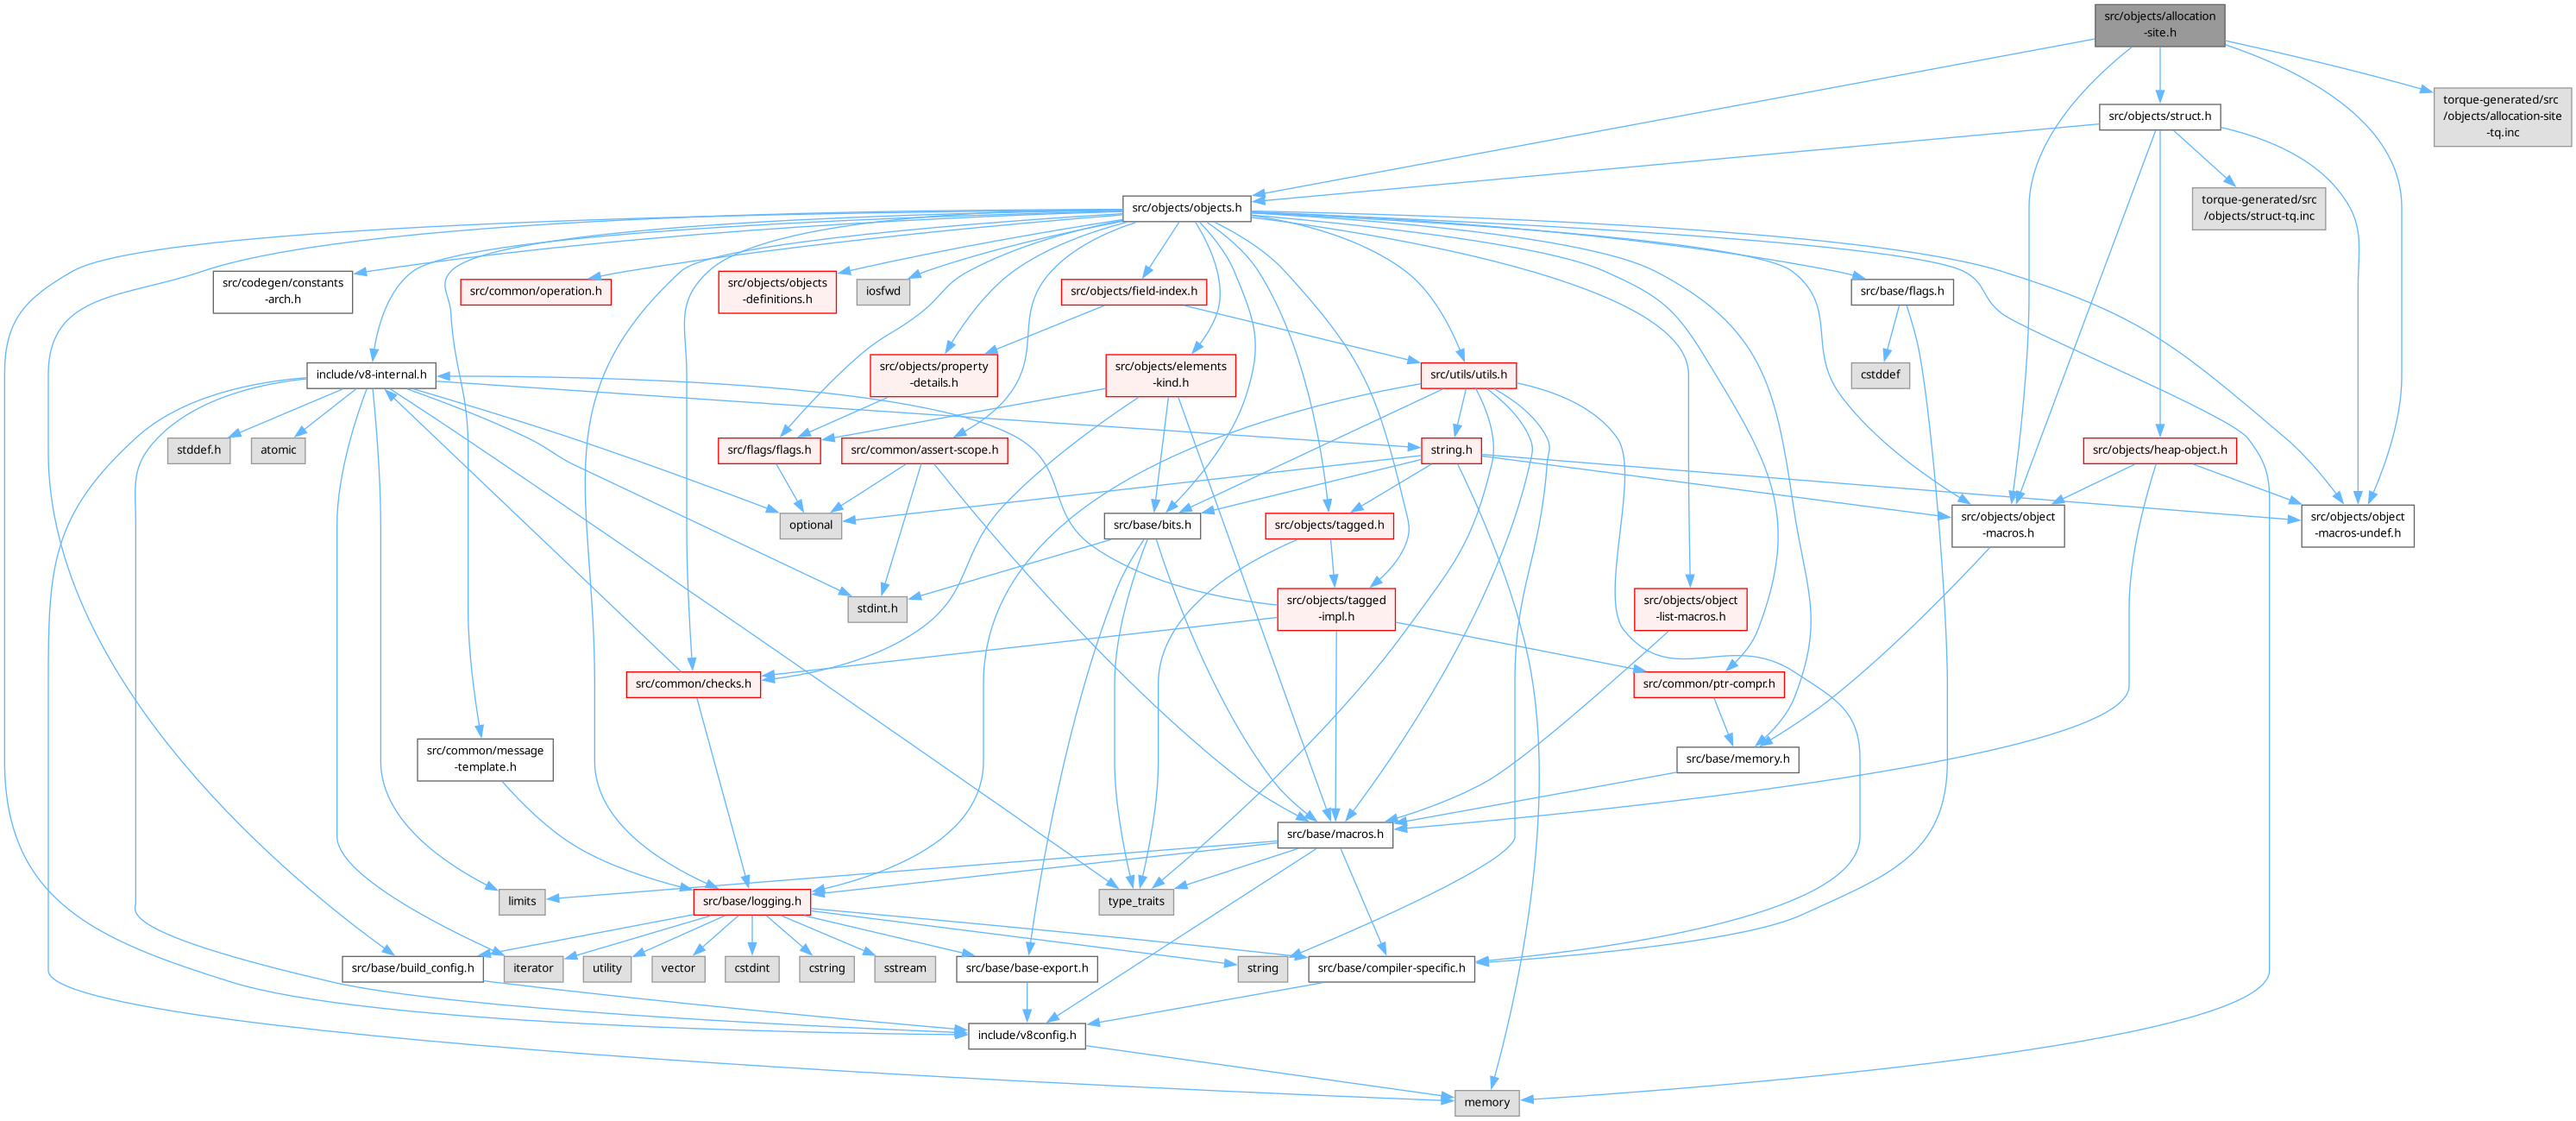 src/objects/allocation
-site.h
torque-generated/src
/objects/allocation-site
-tq.inc
src/objects/struct.h
torque-generated/src
/objects/struct-tq.inc
src/objects/objects.h
src/codegen/constants
-arch.h
src/common/operation.h
src/objects/objects
-definitions.h
iosfwd
src/objects/field-index.h
src/base/flags.h
include/v8-internal.h
src/objects/property
-details.h
src/objects/elements
-kind.h
src/utils/utils.h
cstddef
stddef.h
atomic
src/flags/flags.h
src/common/assert-scope.h
string.h
src/objects/heap-object.h
optional
src/base/bits.h
src/objects/tagged.h
src/objects/object
-macros.h
src/objects/object
-macros-undef.h
stdint.h
src/objects/tagged
-impl.h
src/objects/object
-list-macros.h
src/common/checks.h
src/common/ptr-compr.h
src/common/message
-template.h
src/base/memory.h
src/base/macros.h
limits
src/base/logging.h
type_traits
src/base/build_config.h
iterator
utility
vector
cstdint
cstring
sstream
src/base/base-export.h
string
src/base/compiler-specific.h
include/v8config.h
memory